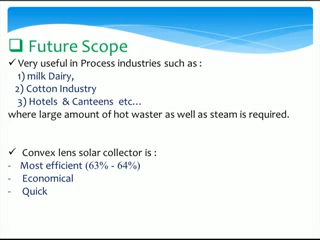 Future Scope
✓ Very useful in Process industries such as :
1) milk Dairy,
2) Cotton Industry
3) Hotels & Canteens etc...
where large amount of hot waster as well as steam is required.
✓ Convex lens solar collector is :
- Most efficient (63% - 64%)
- Economical
- Quick